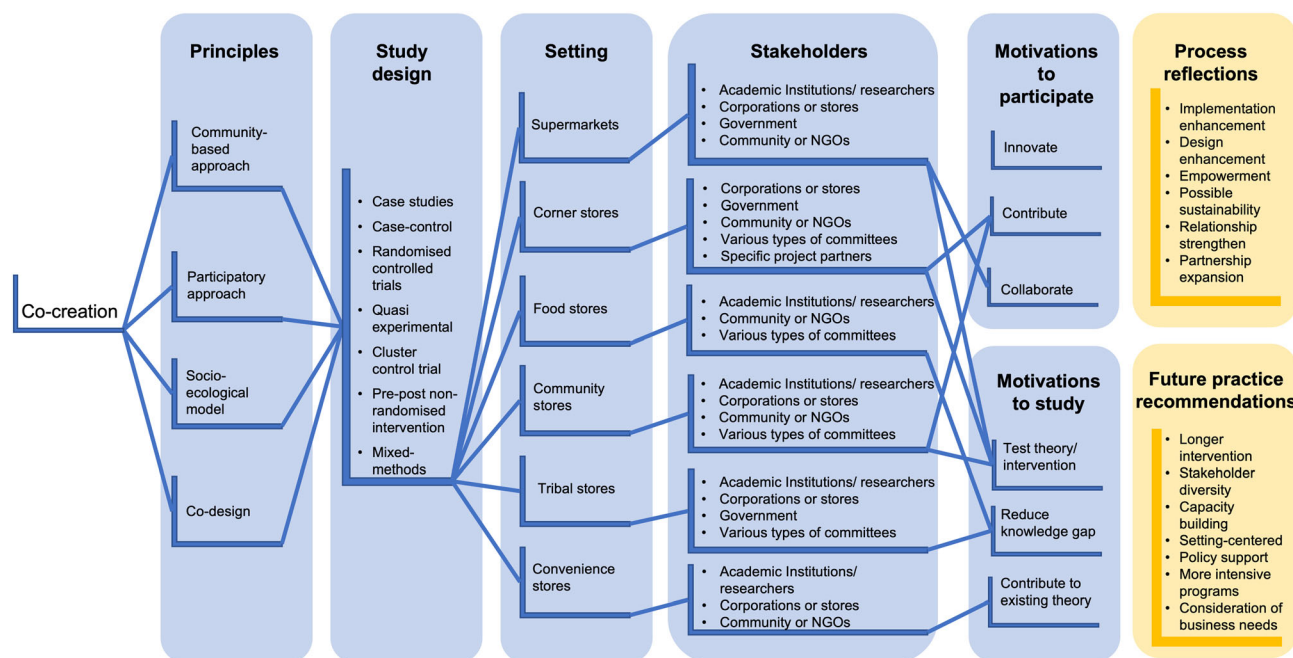 Principles
Study
design
Setting
Stakeholders
Motivations
to
participate
Process
reflections
Co-creation
Community-
based
approach
Participatory
approach
Socio-
ecological
model
Co-design
• Case studies
• Case-control
• Randomised
controlled
trials
• Quasi
experimental
• Cluster
control trial
• Pre-post non-
randomised
intervention
• Mixed-
methods
Supermarkets
Corner stores
Food stores
Community
stores
Tribal stores
Convenience
stores
• Academic Institutions/ researchers
• Corporations or stores
• Government
• Community or NGOs
• Corporations or stores
• Government
• Community or NGOs
• Various types of committees
• Specific project partners
• Academic Institutions/ researchers
• Community or NGOs
• Various types of committees
• Academic Institutions/ researchers
• Corporations or stores
• Community or NGOs
• Various types of committees
• Academic Institutions/ researchers
• Corporations or stores
• Government
• Various types of committees
• Academic Institutions/
researchers
• Corporations or stores
• Community or NGOs
Innovate
Contribute
Collaborate
Motivations
to study
Test theory/
intervention
Reduce
knowledge gap
Contribute to
existing theory
• Implementation
enhancement
• Design
enhancement
• Empowerment
• Possible
sustainability
• Relationship
strengthen
• Partnership
expansion
Future practice
recommendations
• Longer
intervention
• Stakeholder
diversity
• Capacity
building
• Setting-centered
• Policy support
• More intensive
programs
• Consideration of
business needs